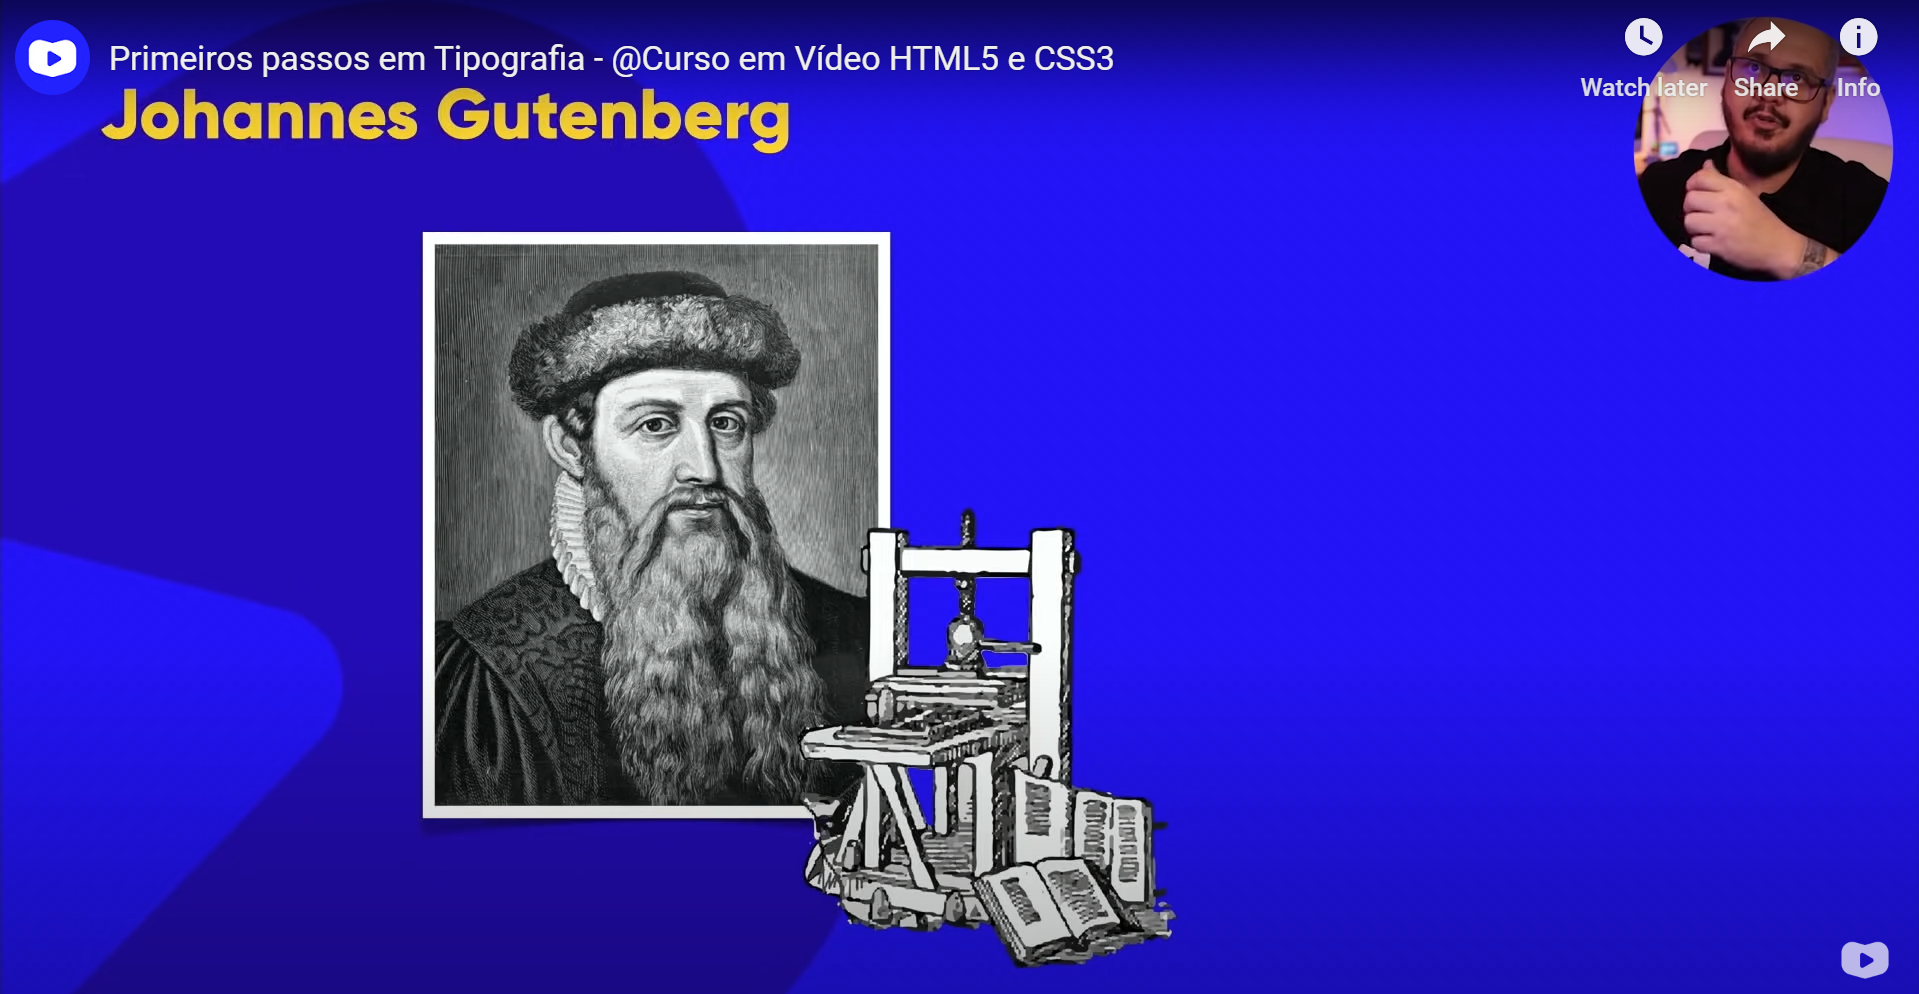 Primeiros passos em Tipografia - @Curso em Vídeo HTML5 e CSS3
Watch later
Share
Info
Johannes Gutenberg